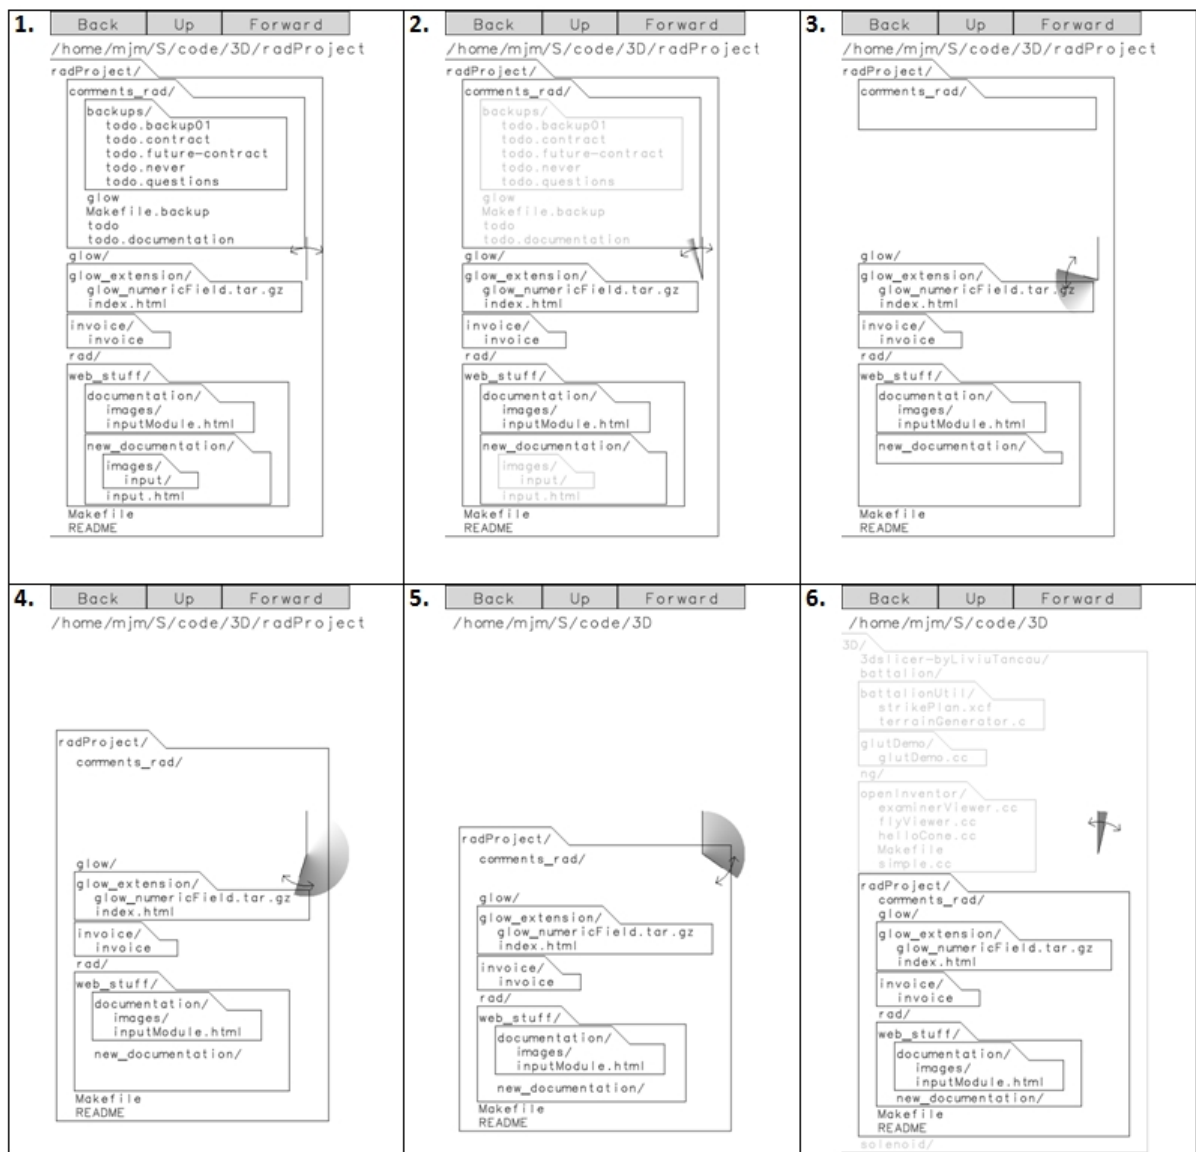 1.
Back Up Forward
/home/mjm/S/code/3D/radProject
radProject/
comments_rad/
backups/
todo.backup01
todo.contract
todo.future-contract
todo.never
todo.questions
glow
Makefile.backup
todo
todo.documentation
glow/
glow_extension/
glow_numericField.tar.gz
index.html
invoice/
invoice
rad/
web_stuff/
documentation/
images/
inputModule.html
new_documentation/
images/
input/
input.html
Makefile
README
2.
Back Up Forward
/home/mjm/S/code/3D/radProject
radProject/
comments_rad/
backups/
todo.backup01
todo.contract
todo.future-contract
todo.never
todo.questions
glow
Makefile.backup
todo
todo.documentation
glow/
glow_extension/
glow_numericField.tar.gz
index.html
invoice/
invoice
rad/
web_stuff/
documentation/
images/
inputModule.html
new_documentation/
images/
input/
input.html
Makefile
README
3.
Back Up Forward
/home/mjm/S/code/3D/radProject
radProject/
comments_rad/
glow/
glow_extension/
glow_numericField.tar.gz
index.html
invoice/
invoice
rad/
web_stuff/
documentation/
images/
inputModule.html
new_documentation/
Makefile
README
4.
Back Up Forward
/home/mjm/S/code/3D/radProject
radProject/
comments_rad/
glow/
glow_extension/
glow_numericField.tar.gz
index.html
invoice/
invoice
rad/
web_stuff/
documentation/
images/
inputModule.html
new_documentation/
Makefile
README
5.
Back Up Forward
/home/mjm/S/code/3D
radProject/
comments_rad/
glow/
glow_extension/
glow_numericField.tar.gz
index.html
invoice/
invoice
rad/
web_stuff/
documentation/
images/
inputModule.html
new_documentation/
Makefile
README
6.
Back Up Forward
/home/mjm/S/code/3D
3D/
3dslicer-byLiviuTancau/
battalion/
battalionUtil/
strikePlan.xcf
terrainGenerator.c
glutDemo/
glutDemo.cc
ng/
openInventor/
examinerViewer.cc
flyViewer.cc
helloCone.cc
Makefile
simple.cc
radProject/
comments_rad/
glow/
glow_extension/
glow_numericField.tar.gz
index.html
invoice/
invoice
rad/
web_stuff/
documentation/
images/
inputModule.html
new_documentation/
Makefile
README
solenoid/